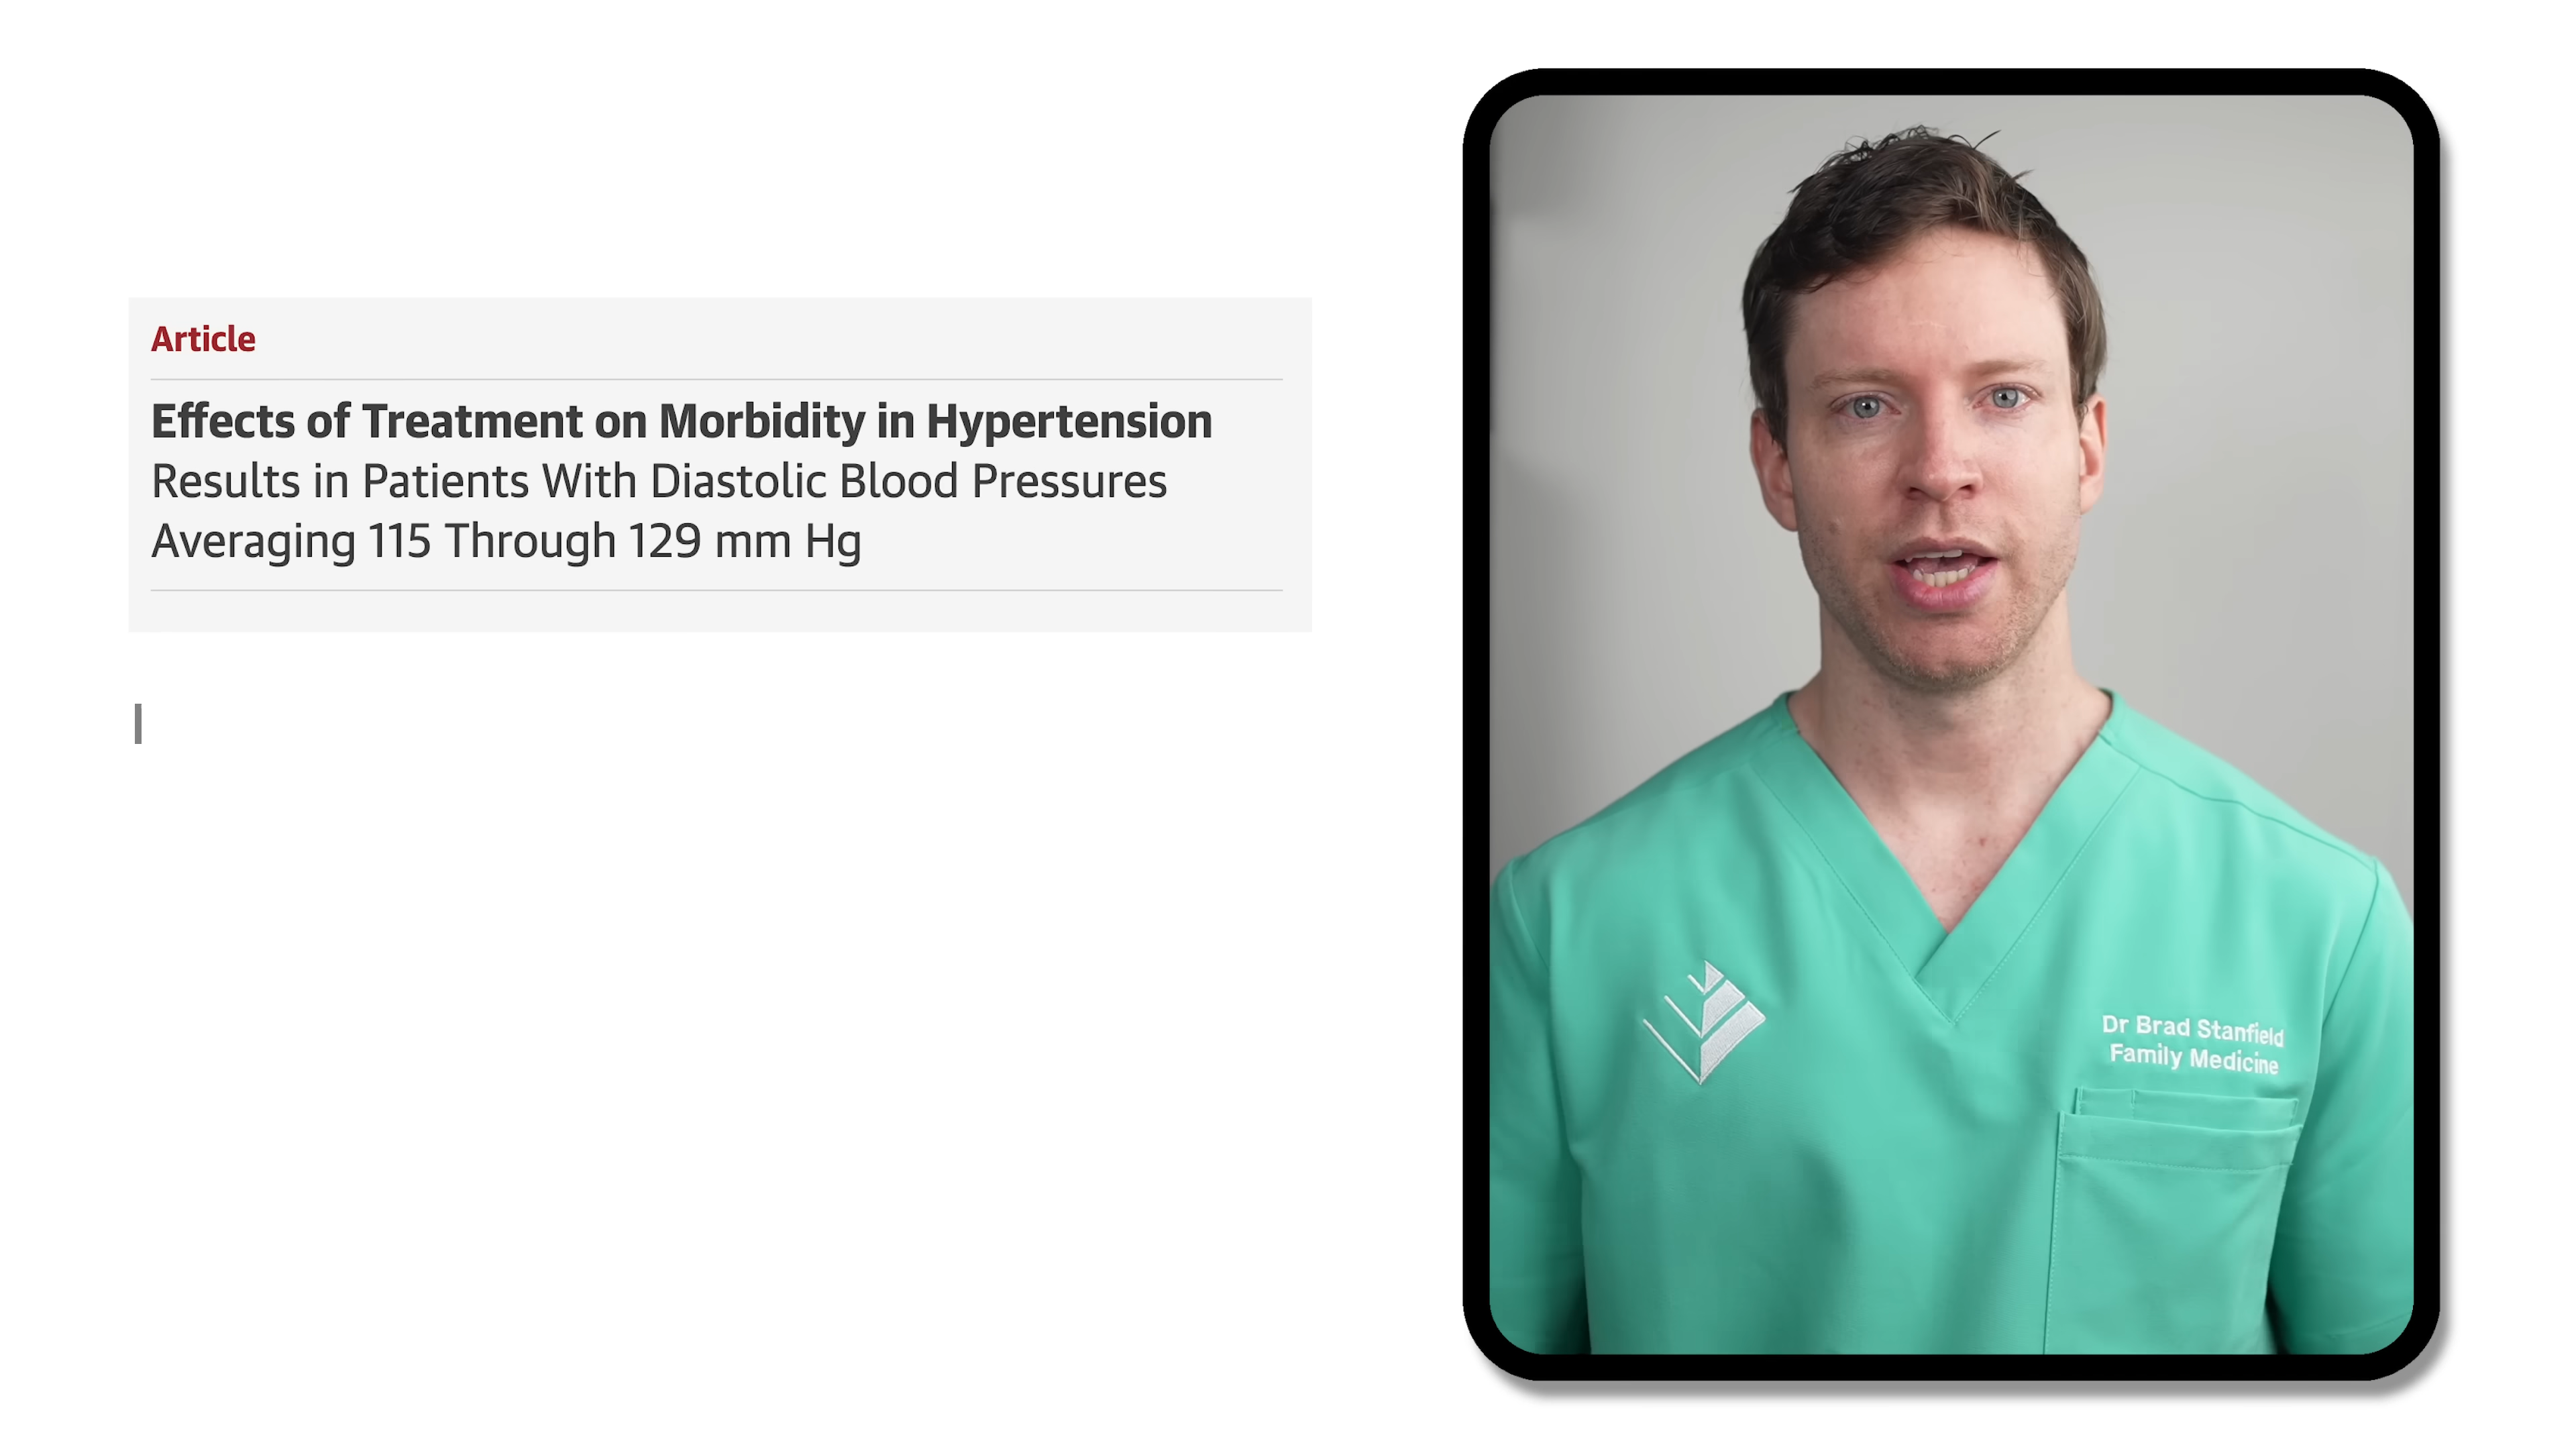 Article
Effects of Treatment on Morbidity in Hypertension
Results in Patients With Diastolic Blood Pressures
Averaging 115 Through 129 mm Hg
Dr Brad Stanfield
Family Medicine